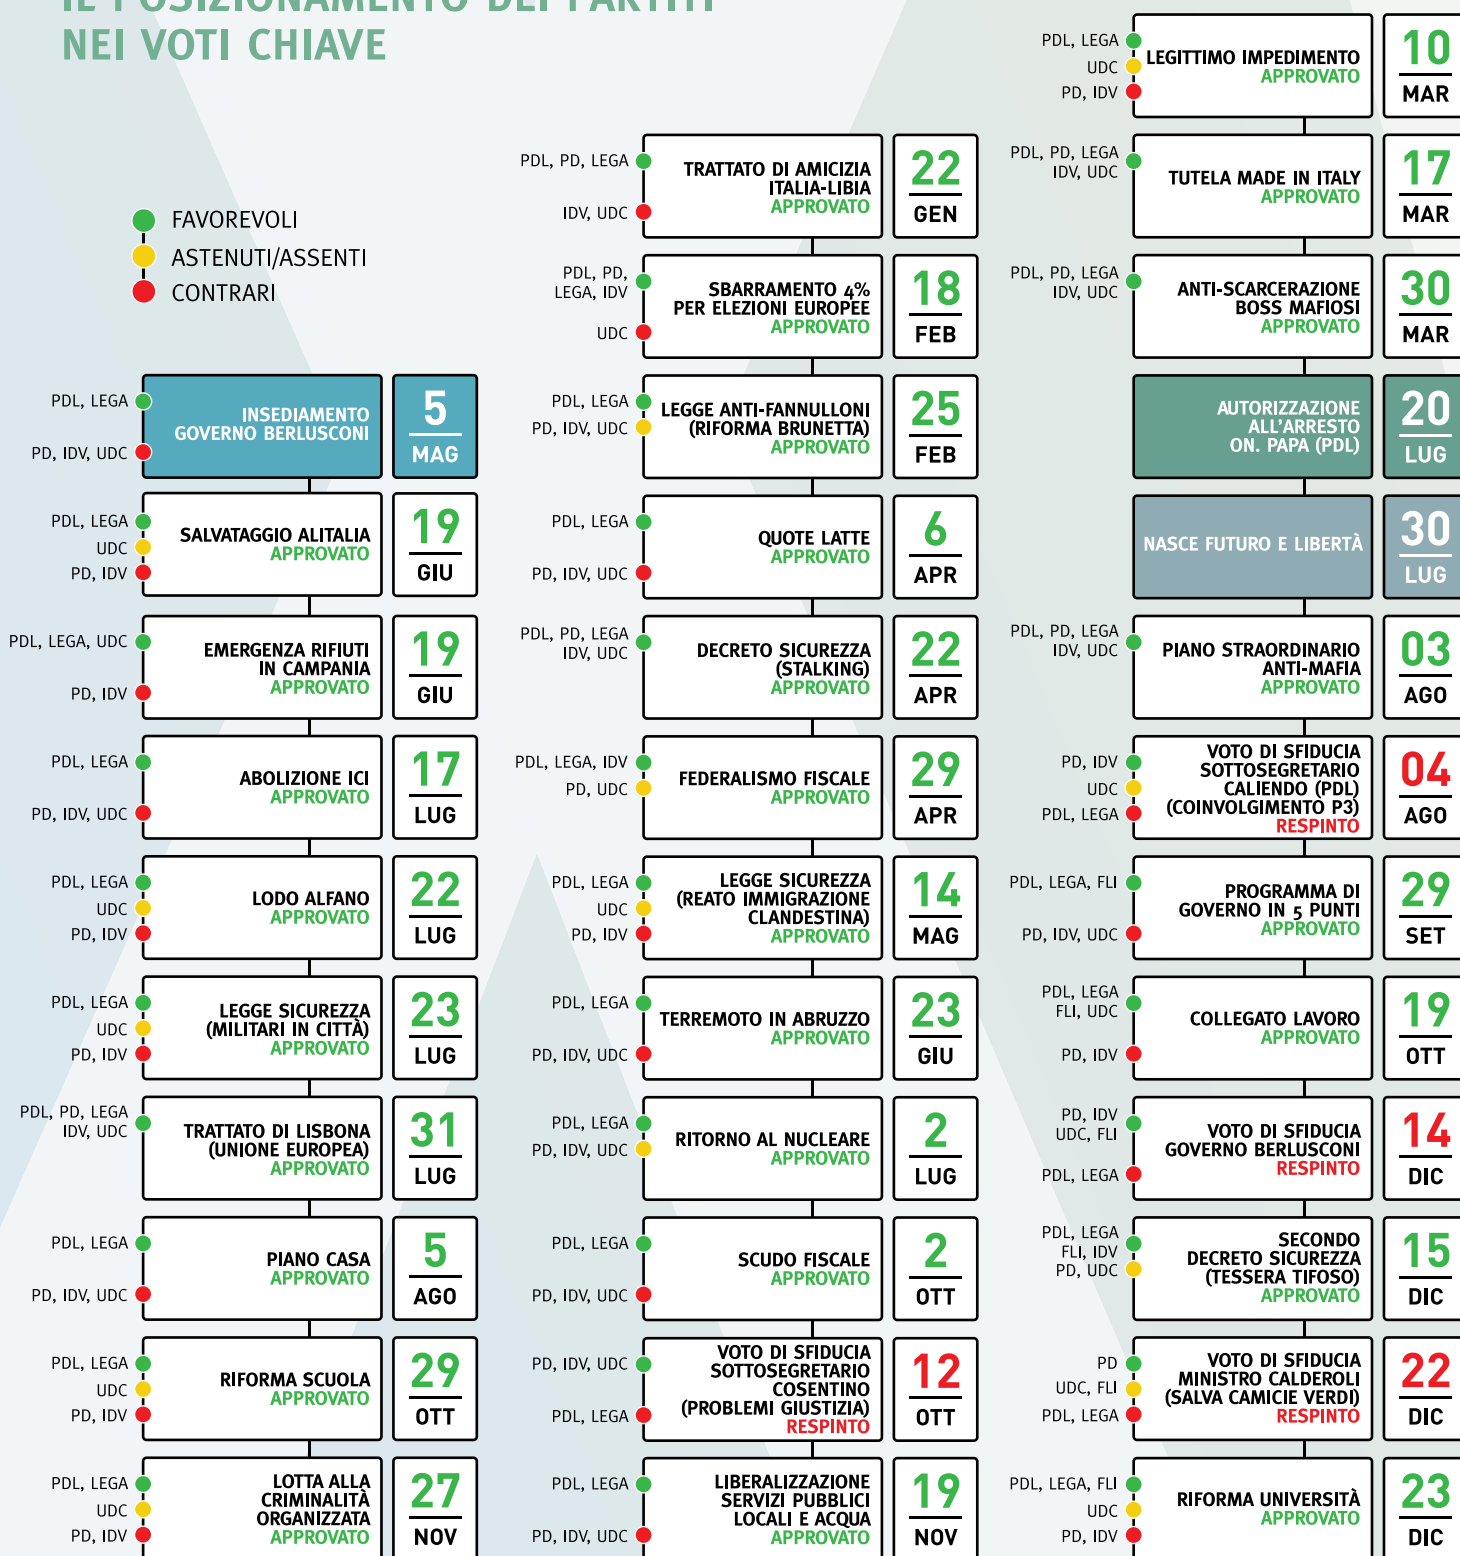 IL POSIZIONAMENTO DEI PARTITI
NEI VOTI CHIAVE
FAVOREVOLI
ASTENUTI/ASSENTI
CONTRARI
PDL, LEGA
PD, IDV, UDC
INSEDIAMENTO
GOVERNO BERLUSCONI
5
MAG
PDL, LEGA
UDC
PD, IDV
SALVATAGGIO ALITALIA
APPROVATO
19
GIU
PDL, LEGA, UDC
PD, IDV
EMERGENZA RIFIUTI
IN CAMPANIA
APPROVATO
19
GIU
PDL, LEGA
PD, IDV, UDC
ABOLIZIONE ICI
APPROVATO
17
LUG
PDL, LEGA
UDC
PD, IDV
LODO ALFANO
APPROVATO
22
LUG
PDL, LEGA
UDC
PD, IDV
LEGGE SICUREZZA
(MILITARI IN CITTÀ)
APPROVATO
23
LUG
PDL, PD, LEGA
IDV, UDC
TRATTATO DI LISBONA
(UNIONE EUROPEA)
APPROVATO
31
LUG
PDL, LEGA
PD, IDV, UDC
PIANO CASA
APPROVATO
5
AGO
PDL, LEGA
UDC
PD, IDV
RIFORMA SCUOLA
APPROVATO
29
OTT
PDL, LEGA
UDC
PD, IDV
LOTTA ALLA
CRIMINALITÀ
ORGANIZZATA
APPROVATO
27
NOV
PDL, PD, LEGA
IDV, UDC
TRATTATO DI AMICIZIA
ITALIA-LIBIA
APPROVATO
22
GEN
PDL, PD,
LEGA, IDV
UDC
SBARRAMENTO 4%
PER ELEZIONI EUROPEE
APPROVATO
18
FEB
PDL, LEGA
PD, IDV, UDC
LEGGE ANTI-FANNULLONI
(RIFORMA BRUNETTA)
APPROVATO
25
FEB
PDL, LEGA
PD, IDV, UDC
QUOTE LATTE
APPROVATO
6
APR
PDL, PD, LEGA
IDV, UDC
DECRETO SICUREZZA
(STALKING)
APPROVATO
22
APR
PDL, LEGA, IDV
PD, UDC
FEDERALISMO FISCALE
APPROVATO
29
APR
PDL, LEGA
UDC
PD, IDV
LEGGE SICUREZZA
(REATO IMMIGRAZIONE
CLANDESTINA)
APPROVATO
14
MAG
PDL, LEGA
PD, IDV, UDC
TERREMOTO IN ABRUZZO
APPROVATO
23
GIU
PDL, LEGA
PD, IDV, UDC
RITORNO AL NUCLEARE
APPROVATO
2
LUG
PDL, LEGA
PD, IDV, UDC
SCUDO FISCALE
APPROVATO
2
OTT
PD, IDV, UDC
PDL, LEGA
VOTO DI SFIDUCIA
SOTTOSEGRETARIO
COSENTINO
(PROBLEMI GIUSTIZIA)
RESPINTO
12
OTT
PDL, LEGA
PD, IDV, UDC
LIBERALIZZAZIONE
SERVIZI PUBBLICI
LOCALI E ACQUA
APPROVATO
19
NOV
PDL, LEGA
UDC
PD, IDV
LEGITTIMO IMPEDIMENTO
APPROVATO
10
MAR
PDL, PD, LEGA
IDV, UDC
TUTELA MADE IN ITALY
APPROVATO
17
MAR
PDL, PD, LEGA
IDV, UDC
ANTI-SCARCERAZIONE
BOSS MAFIOSI
APPROVATO
30
MAR
AUTORIZZAZIONE
ALL'ARRESTO
ON. PAPA (PDL)
20
LUG
NASCE FUTURO E LIBERTÀ
30
LUG
PDL, PD, LEGA
IDV, UDC
PIANO STRAORDINARIO
ANTI-MAFIA
APPROVATO
03
AGO
PD, IDV
UDC
PDL, LEGA
VOTO DI SFIDUCIA
SOTTOSEGRETARIO
CALIENDO (PDL)
(COINVOLGIMENTO P3)
RESPINTO
04
AGO
PDL, LEGA, FLI
PD, IDV, UDC
PROGRAMMA DI
GOVERNO IN 5 PUNTI
APPROVATO
29
SET
PDL, LEGA
FLI, UDC
PD, IDV
COLLEGATO LAVORO
APPROVATO
19
OTT
PD, IDV
UDC, FLI
PDL, LEGA
VOTO DI SFIDUCIA
GOVERNO BERLUSCONI
RESPINTO
14
DIC
PDL, LEGA
FLI, IDV
PD, UDC
SECONDO
DECRETO SICUREZZA
(TESSERA TIFOSO)
APPROVATO
15
DIC
PD
UDC, FLI
PDL, LEGA
VOTO DI SFIDUCIA
MINISTRO CALDEROLI
(SALVA CAMICIE VERDI)
RESPINTO
22
DIC
PDL, LEGA, FLI
UDC
PD, IDV
RIFORMA UNIVERSITÀ
APPROVATO
23
DIC